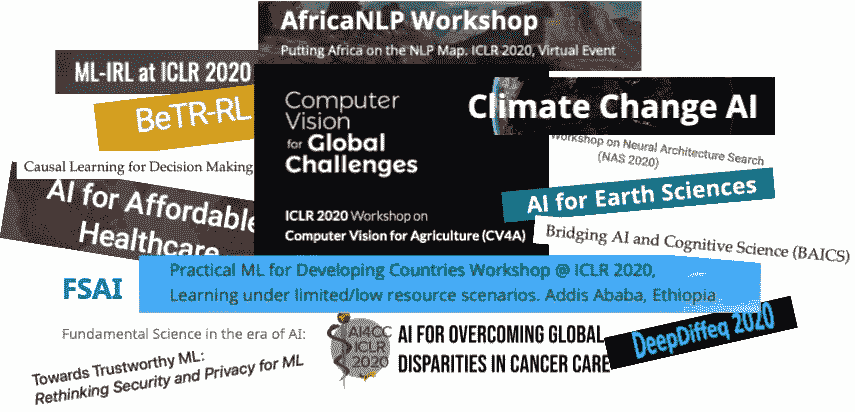 AfricaNLP Workshop
Putting Africa on the NLP Map. ICLR 2020, Virtual Event
ML-IRL at ICLR 2020
BeTR-RL
Computer
Vision
for Global
Challenges
ICLR 2020 Workshop on
Computer Vision for Agriculture (CV4A)
Climate Change AI
Workshop on Neural Architecture Search
(NAS 2020)
Causal Learning for Decision Making
AI for Affordable
Healthcare
AI for Earth Sciences
Bridging AI and Cognitive Science (BAICS)
Practical ML for Developing Countries Workshop @ ICLR 2020,
Learning under limited/low resource scenarios. Addis Ababa, Ethiopia
FSAI
Fundamental Science in the era of AI:
AI4CC
ICLR
2020
AI FOR OVERCOMING GLOBAL
DISPARITIES IN CANCER CARE
DeepDiffeq 2020
Towards Trustworthy ML:
Rethinking Security and Privacy for ML